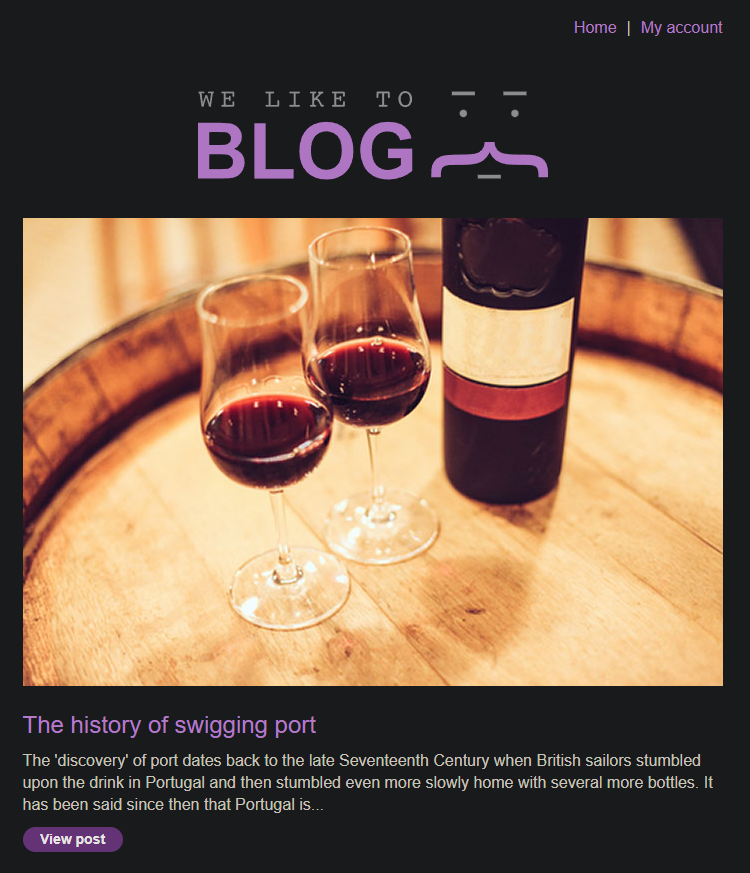 Home | My account
WE LIKE TO
BLOG
The history of swigging port
The 'discovery' of port dates back to the late Seventeenth Century when British sailors stumbled
upon the drink in Portugal and then stumbled even more slowly home with several more bottles. It
has been said since then that Portugal is...
View post